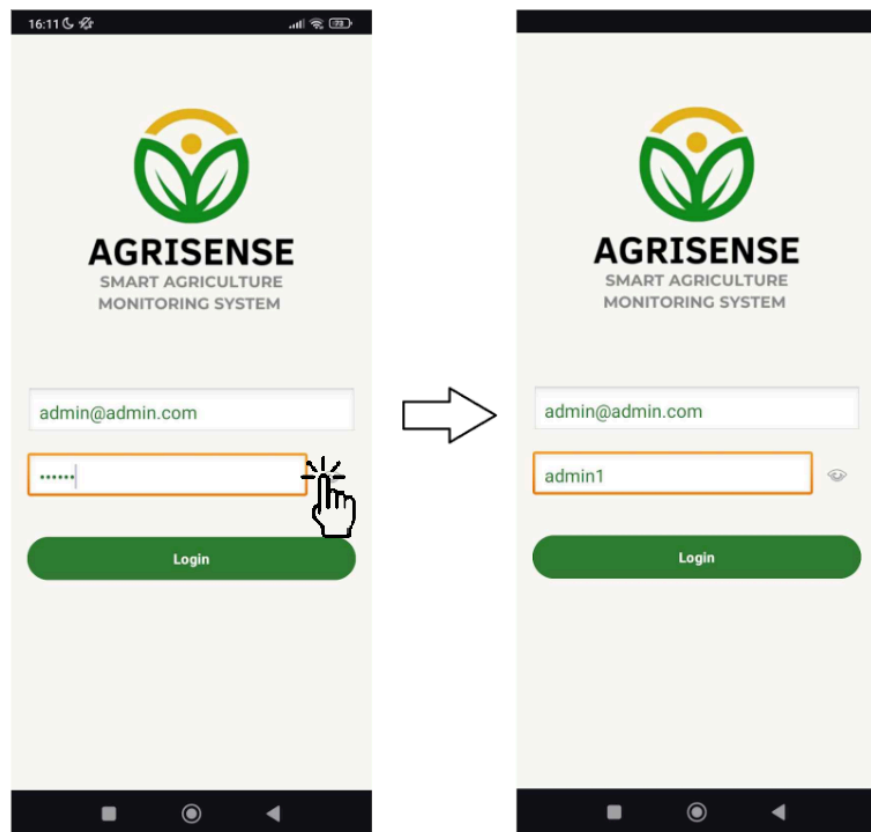 16:11
73
AGRISENSE
SMART AGRICULTURE
MONITORING SYSTEM
admin@admin.com
••••••
Login
AGRISENSE
SMART AGRICULTURE
MONITORING SYSTEM
admin@admin.com
admin1
Login